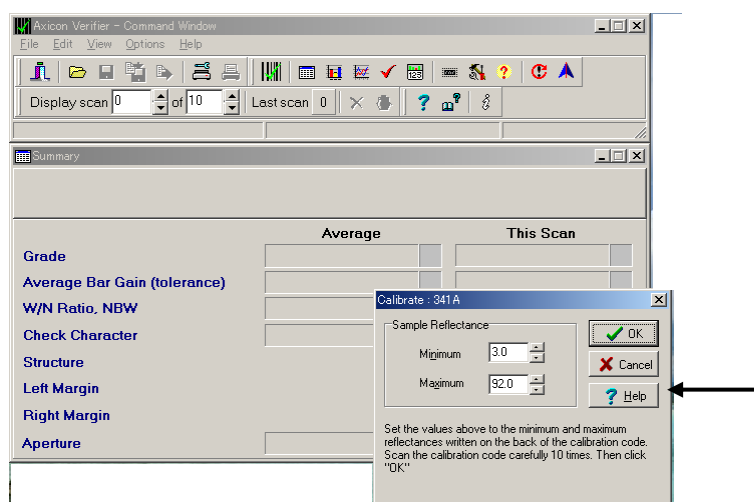 Axicon Verifier - Command Window
File Edit View Options Help
123
Display scan 0 of 10 Last scan 0
Summary
Average This Scan
Grade
Average Bar Gain (tolerance)
W/N Ratio, NBW
Check Character
Structure
Left Margin
Right Margin
Aperture
Calibrate : 341A
Sample Reflectance
Minimum 3.0
Maximum 92.0
OK
Cancel
? Help
Set the values above to the minimum and maximum
reflectances written on the back of the calibration code.
Scan the calibration code carefully 10 times. Then click
"OK"